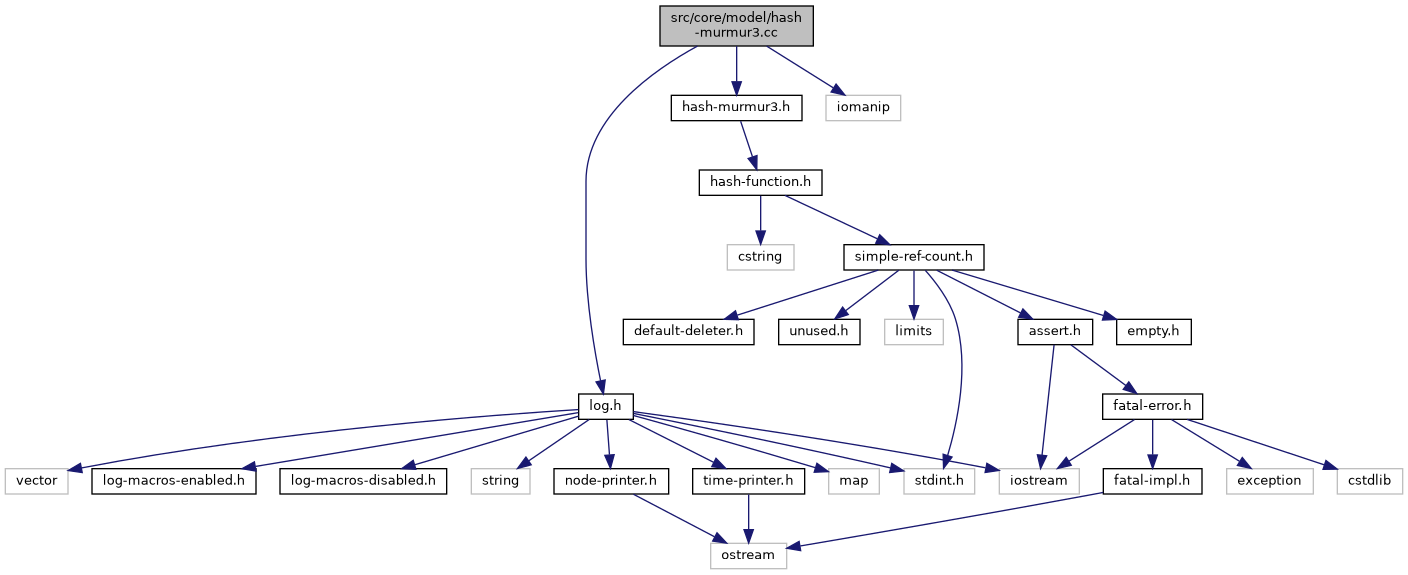 src/core/model/hash
-murmur3.cc
hash-murmur3.h
iomanip
hash-function.h
cstring
simple-ref-count.h
default-deleter.h
unused.h
limits
assert.h
empty.h
log.h
fatal-error.h
vector
log-macros-enabled.h
log-macros-disabled.h
string
node-printer.h
time-printer.h
map
stdint.h
iostream
fatal-impl.h
exception
cstdlib
ostream